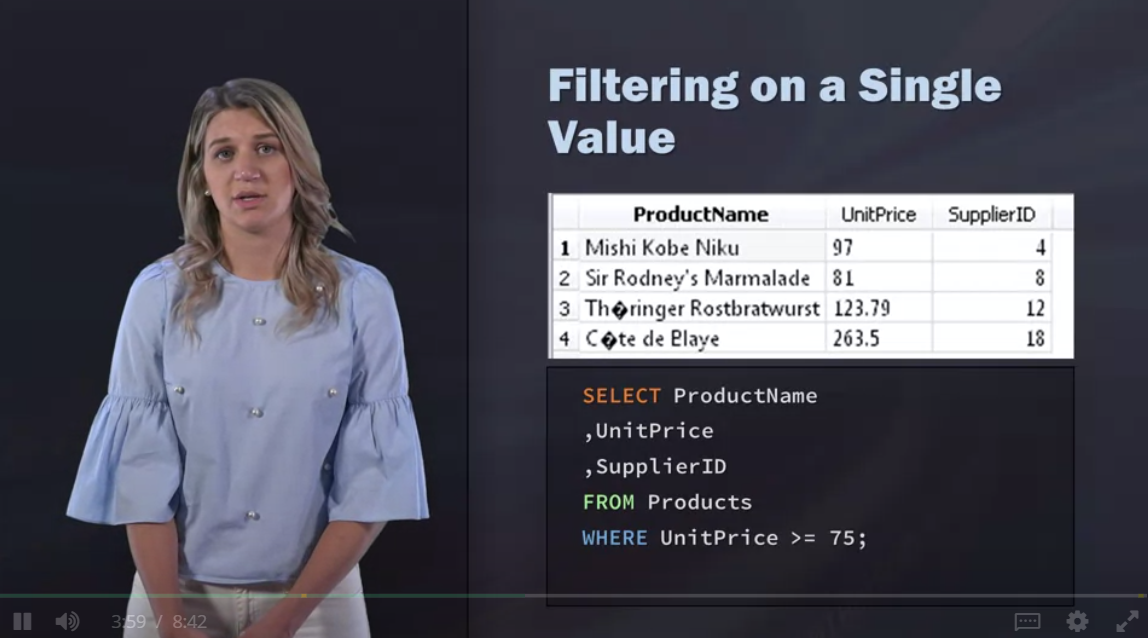 Filtering on a Single
Value
ProductName UnitPrice SupplierID
1 Mishi Kobe Niku 97 4
2 Sir Rodney's Marmalade 81 8
3 Th�ringer Rostbratwurst 123.79 12
4 C�te de Blaye 263.5 18
SELECT ProductName
,UnitPrice
,SupplierID
FROM Products
WHERE UnitPrice >= 75;
3:59 / 8:42